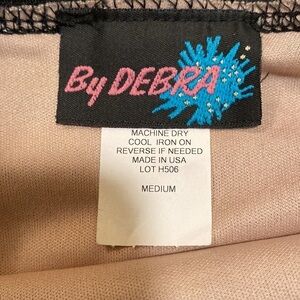 By DEBRA
MACHINE DRY
COOL IRON ON
REVERSE IF NEEDED
MADE IN USA
LOT H506
MEDIUM